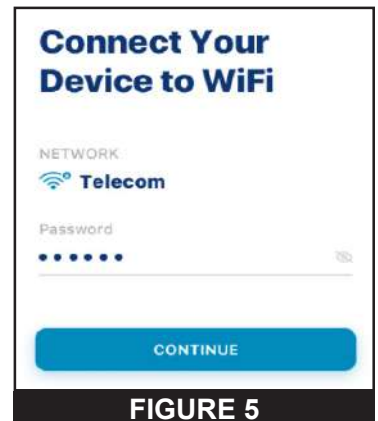 Connect Your
Device to WiFi
NETWORK
Telecom
Password
••••••
CONTINUE
FIGURE 5